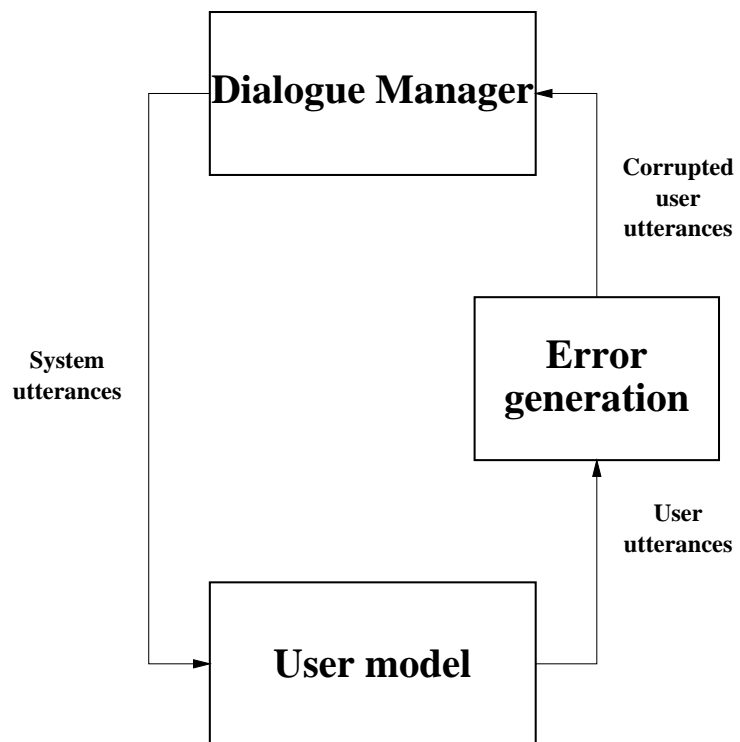 Dialogue Manager
Corrupted
user
utterances
System
utterances
Error
generation
User
utterances
User model